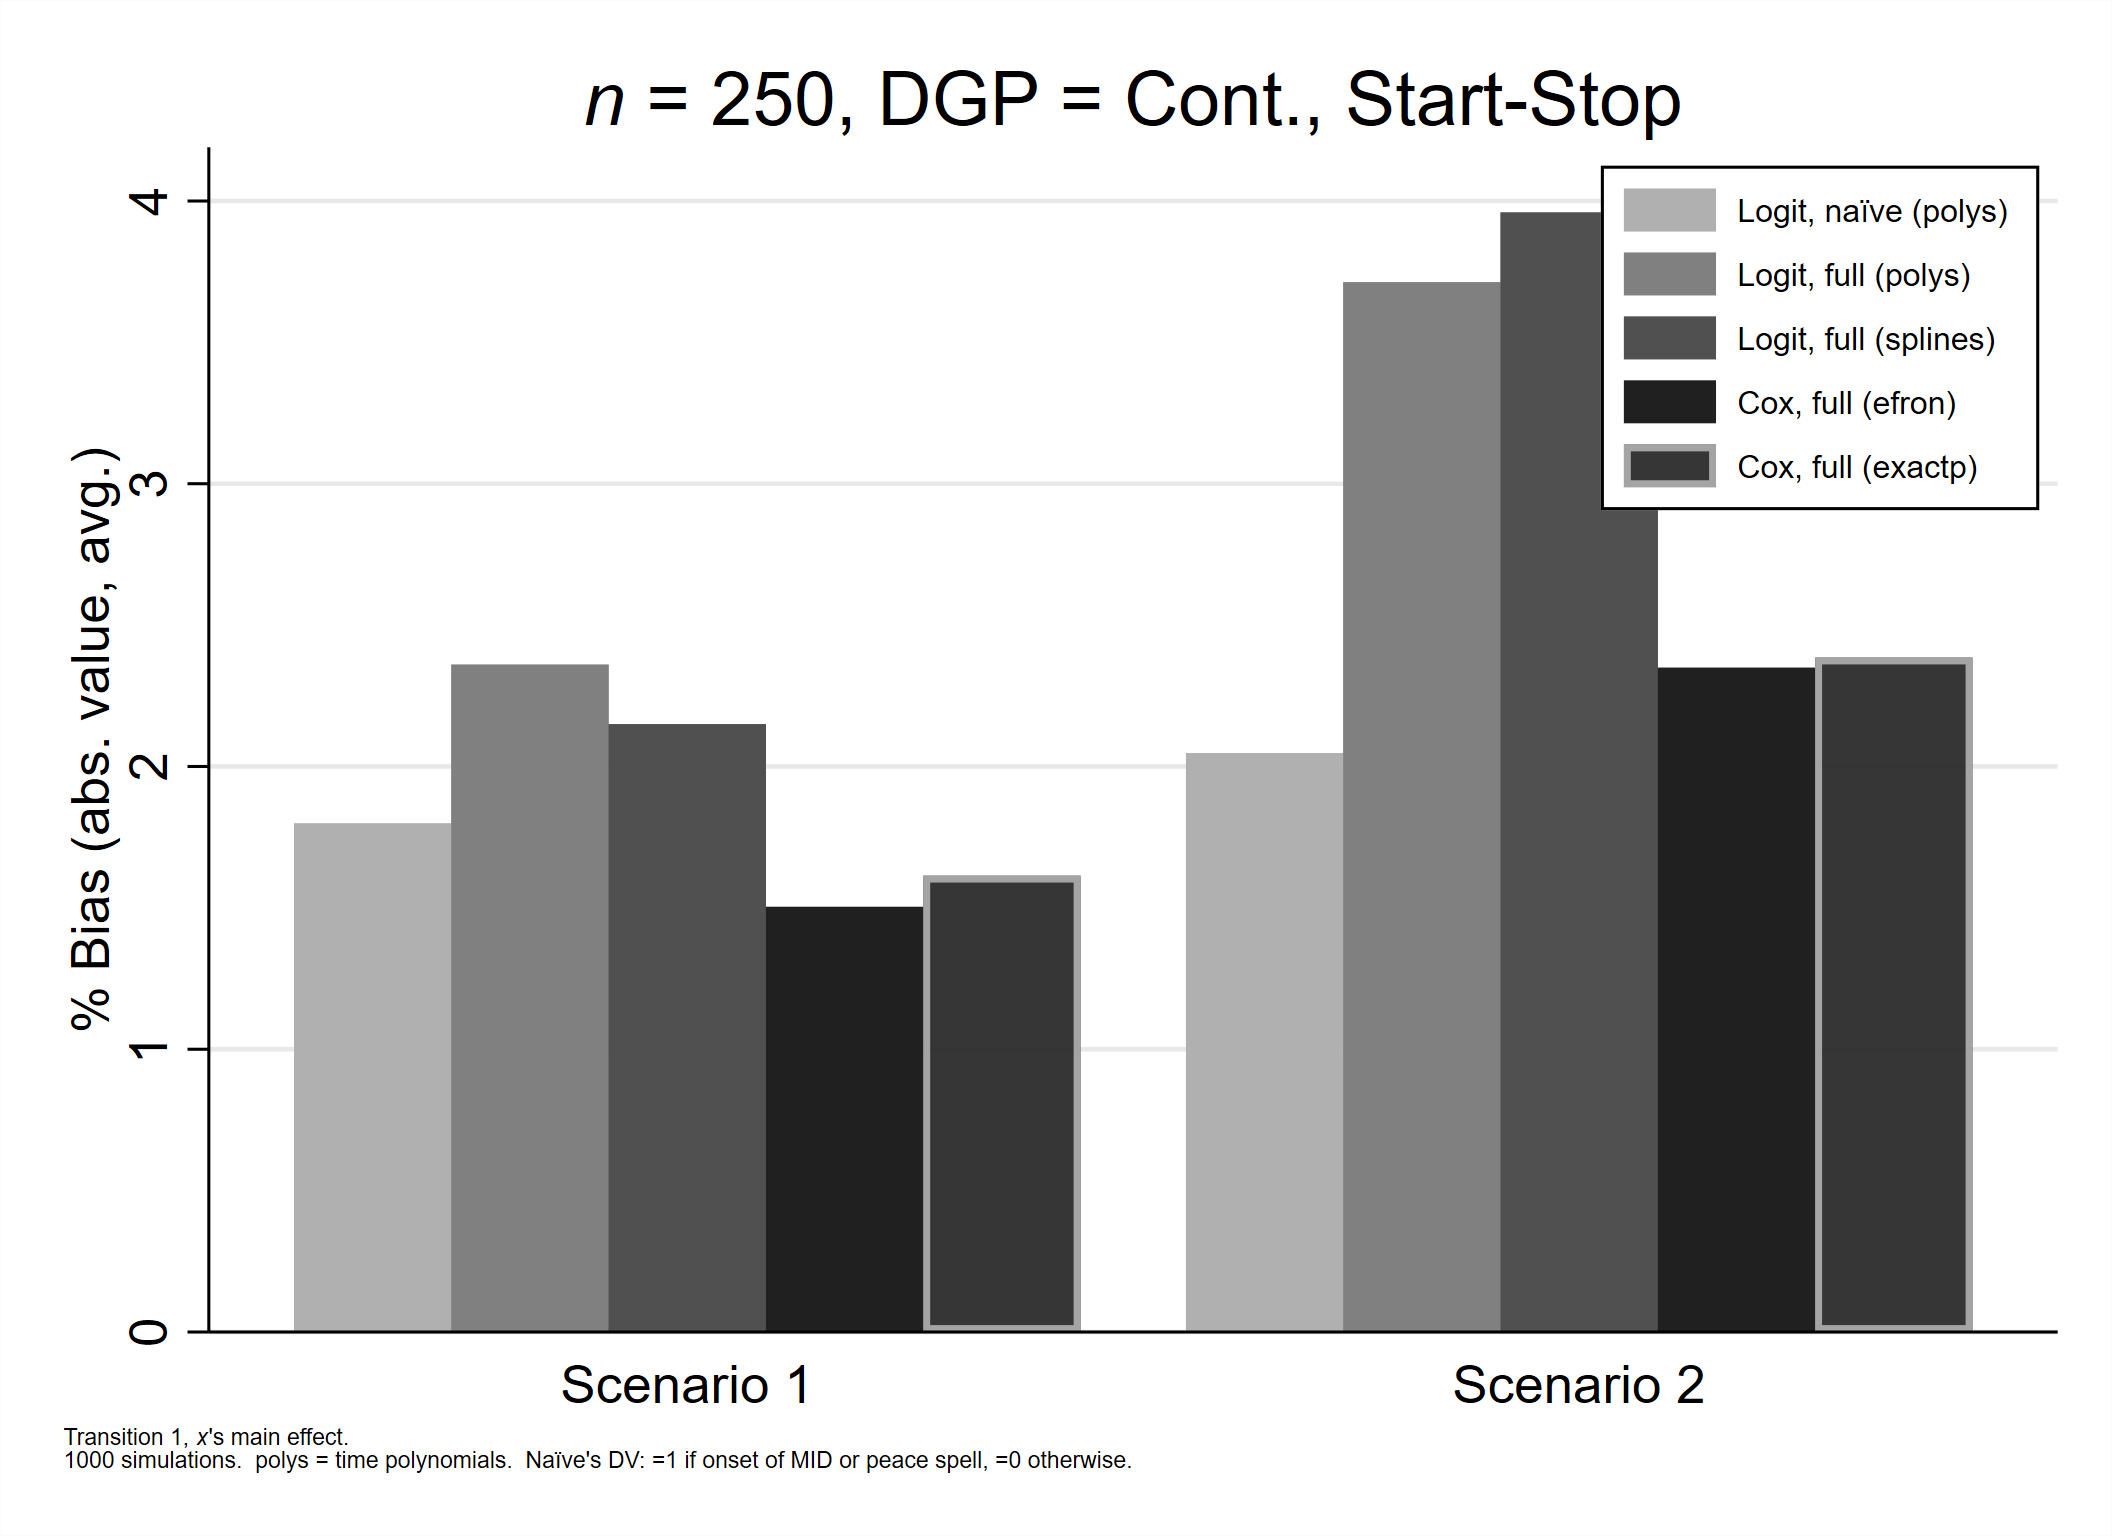 n = 250, DGP = Cont., Start-Stop
Logit, naïve (polys)
Logit, full (polys)
Logit, full (splines)
Cox, full (efron)
Cox, full (exactp)
% Bias (abs. value, avg.)
4
3
2
1
0
Scenario 1
Scenario 2
Transition 1, x's main effect.
1000 simulations.  polys = time polynomials.  Naïve's DV: =1 if onset of MID or peace spell, =0 otherwise.